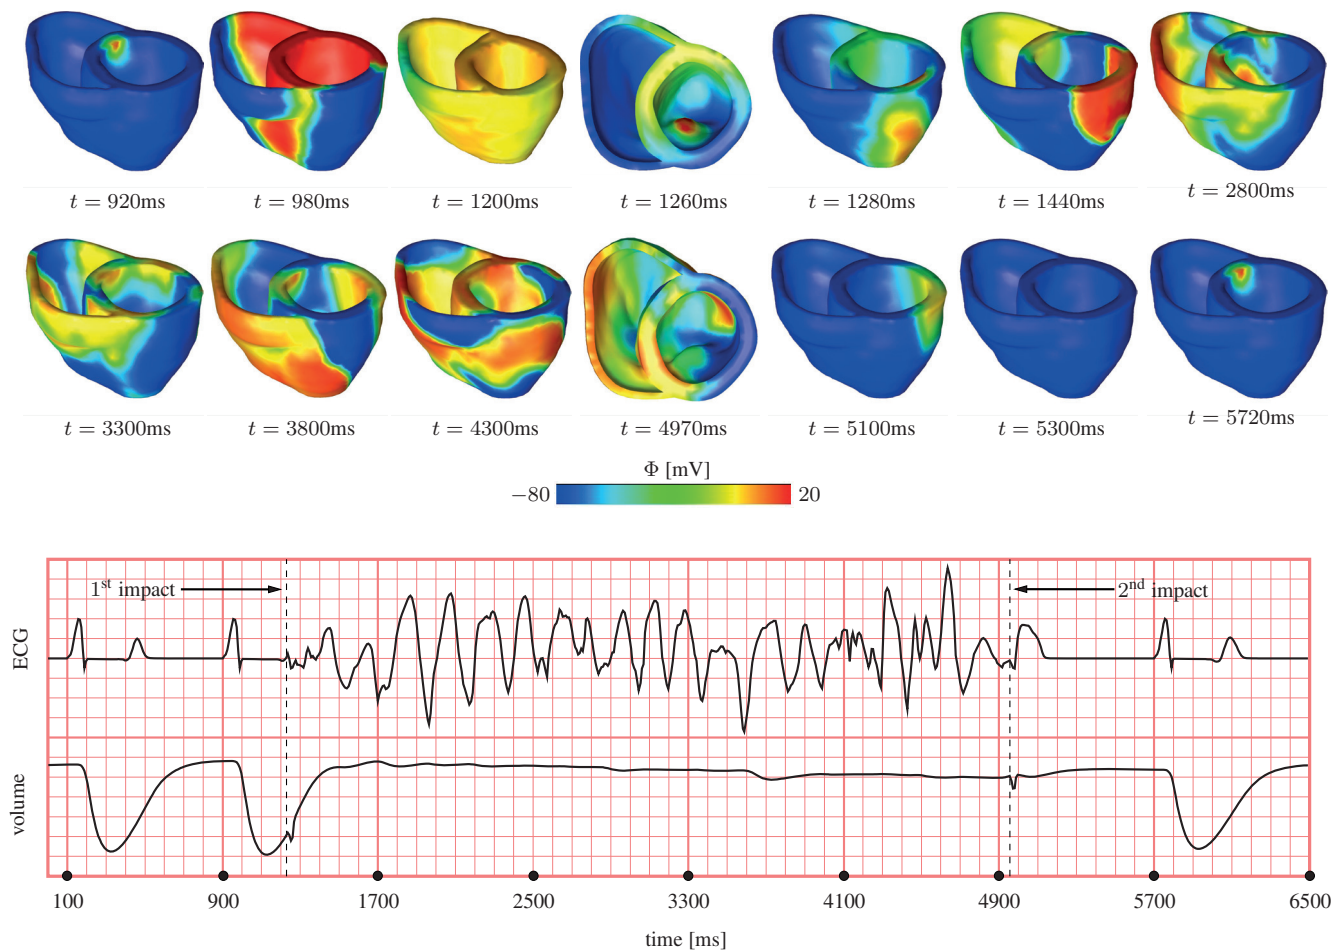 t = 920ms t = 980ms t = 1200ms t = 1260ms t = 1280ms t = 1440ms t = 2800ms
t = 3300ms t = 3800ms t = 4300ms t = 4970ms t = 5100ms t = 5300ms t = 5720ms
Φ [mV]
−80 20
1st impact 2nd impact
ECG
volume
100 900 1700 2500 3300 4100 4900 5700 6500
time [ms]